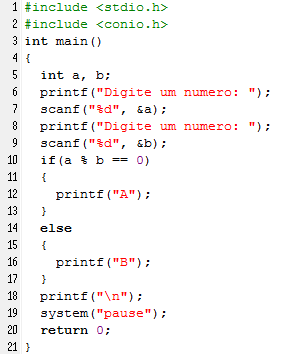 1 #include <stdio.h>
2 #include <conio.h>
3 int main()
4 {
5 int a, b;
6 printf("Digite um numero: ");
7 scanf("%d", &a);
8 printf("Digite um numero: ");
9 scanf("%d", &b);
10 if(a % b == 0)
11 {
12 printf("A");
13 }
14 else
15 {
16 printf("B");
17 }
18 printf("\n");
19 system("pause");
20 return 0;
21 }